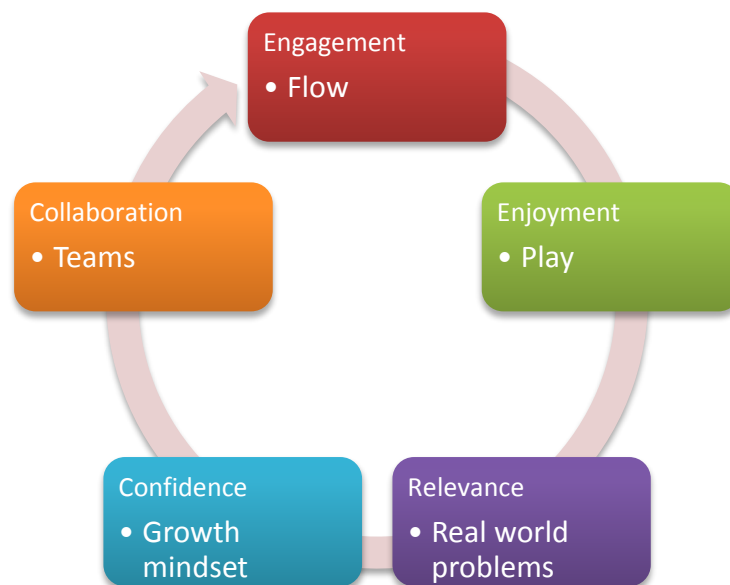 Engagement
• Flow
Enjoyment
• Play
Relevance
• Real world
problems
Confidence
• Growth
mindset
Collaboration
• Teams